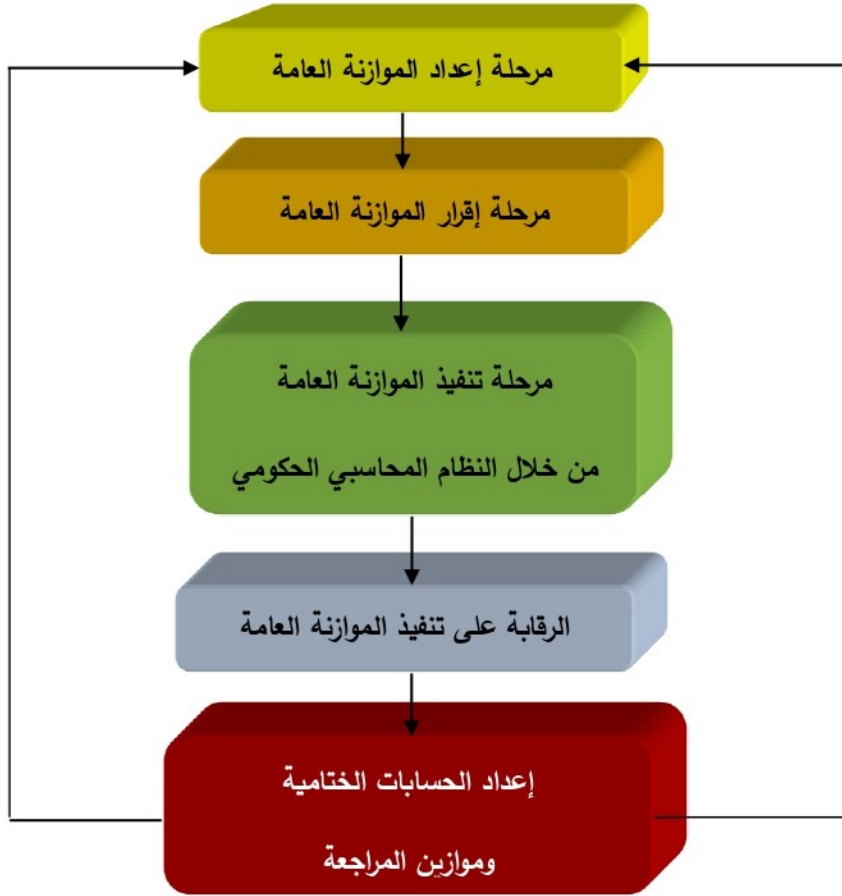 مرحلة إعداد الموازنة العامة
مرحلة إقرار الموازنة العامة
مرحلة تنفيذ الموازنة العامة
من خلال النظام المحاسبي الحكومي
الرقابة على تنفيذ الموازنة العامة
إعداد الحسابات الختامية
وموازين المراجعة